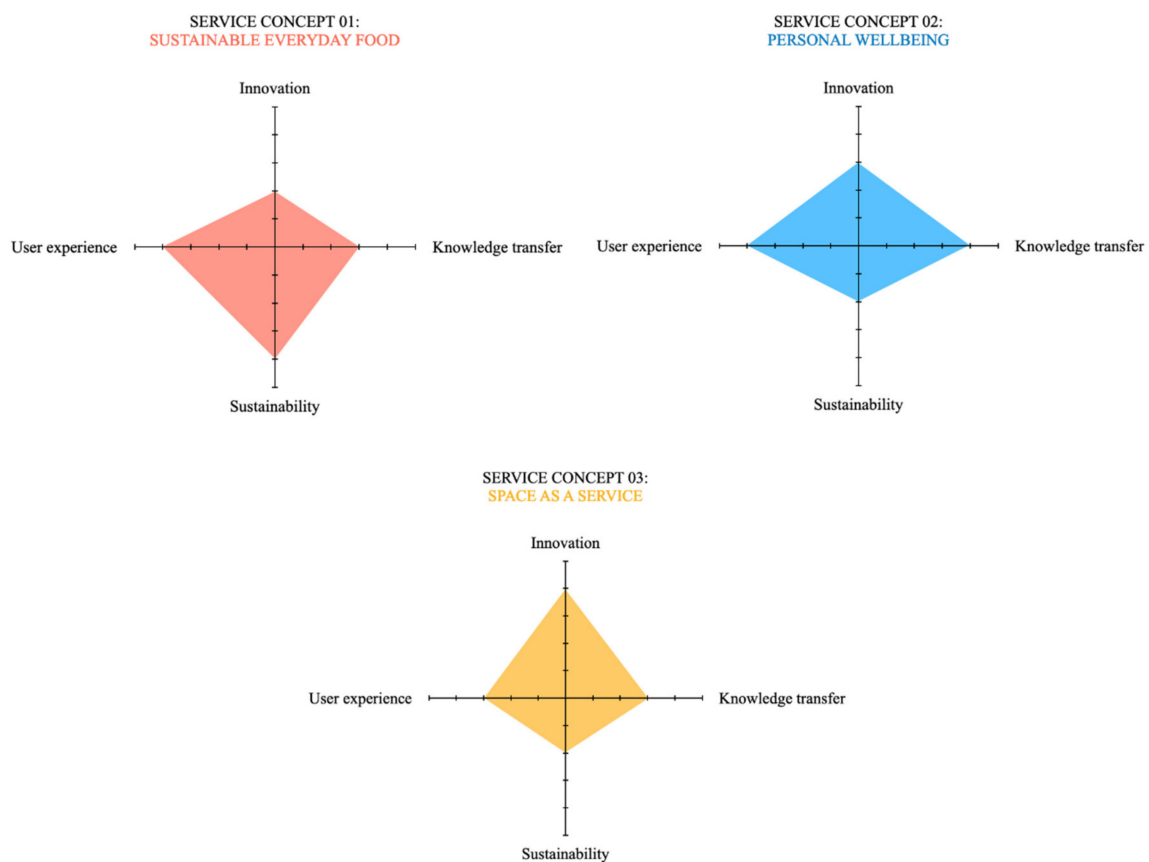 SERVICE CONCEPT 01:
SUSTAINABLE EVERYDAY FOOD
Innovation
User experience
Knowledge transfer
Sustainability
SERVICE CONCEPT 02:
PERSONAL WELLBEING
Innovation
User experience
Knowledge transfer
Sustainability
SERVICE CONCEPT 03:
SPACE AS A SERVICE
Innovation
User experience
Knowledge transfer
Sustainability